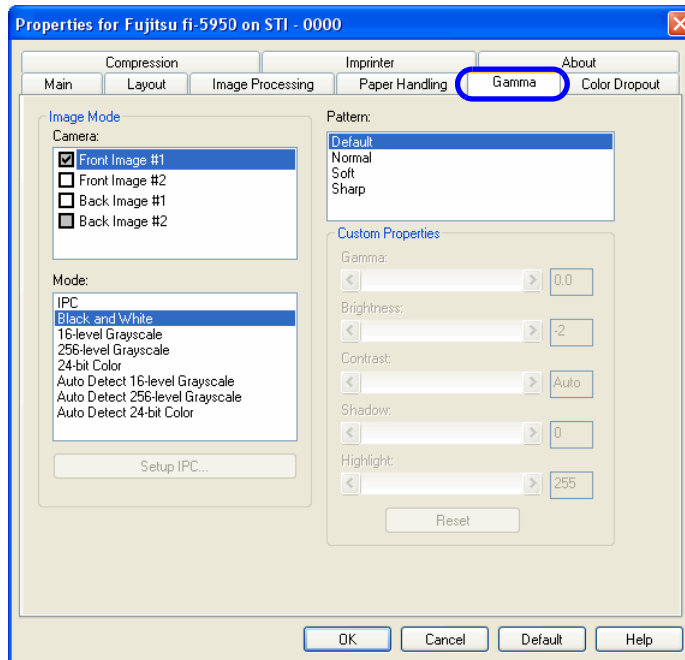 Properties for Fujitsu fi-5950 on STI - 0000
Compression Imprinter About
Main Layout Image Processing Paper Handling Gamma Color Dropout
Image Mode
Camera:
Front Image #1
Front Image #2
Back Image #1
Back Image #2
Mode:
IPC
Black and White
16-level Grayscale
256-level Grayscale
24-bit Color
Auto Detect 16-level Grayscale
Auto Detect 256-level Grayscale
Auto Detect 24-bit Color
Setup IPC...
Pattern:
Default
Normal
Soft
Sharp
Custom Properties
Gamma:
0.0
Brightness:
-2
Contrast:
Auto
Shadow:
0
Highlight:
255
Reset
OK Cancel Default Help